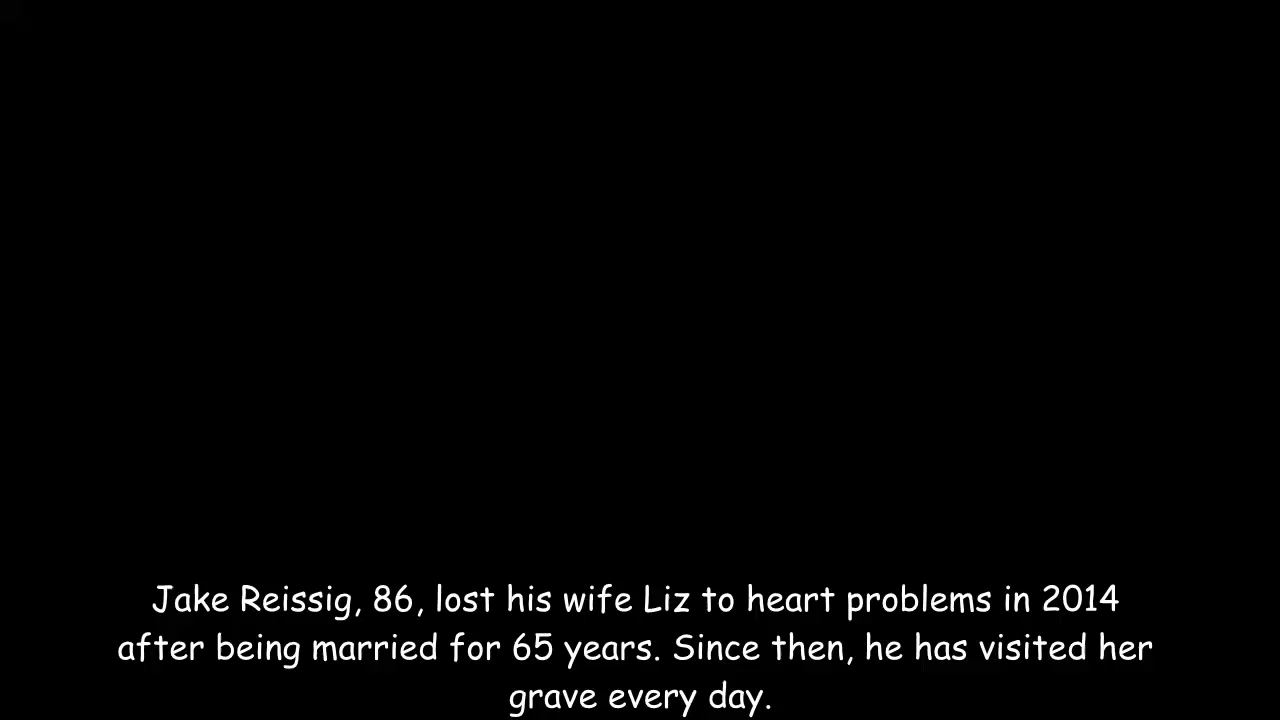 Jake Reissig, 86, lost his wife Liz to heart problems in 2014
after being married for 65 years. Since then, he has visited her
grave every day.